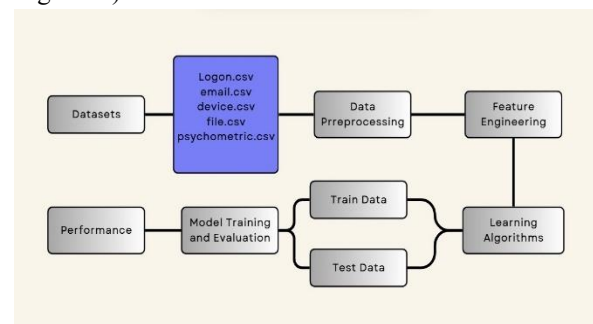 Datasets
Logon.csv
email.csv
device.csv
file.csv
psychometric.csv
Data
Prreprocessing
Feature
Engineering
Performance
Model Training
and Evaluation
Train Data
Test Data
Learning
Algorithms